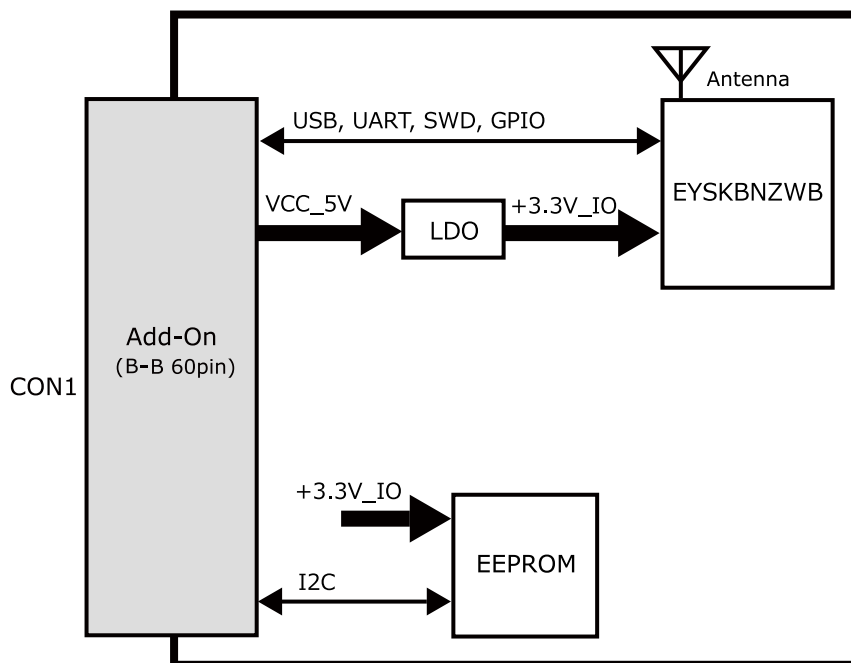 Antenna
USB, UART, SWD, GPIO
EYSKBNZWB
VCC_5V
+3.3V_IO
LDO
Add-On
(B-B 60pin)
CON1
+3.3V_IO
EEPROM
I2C